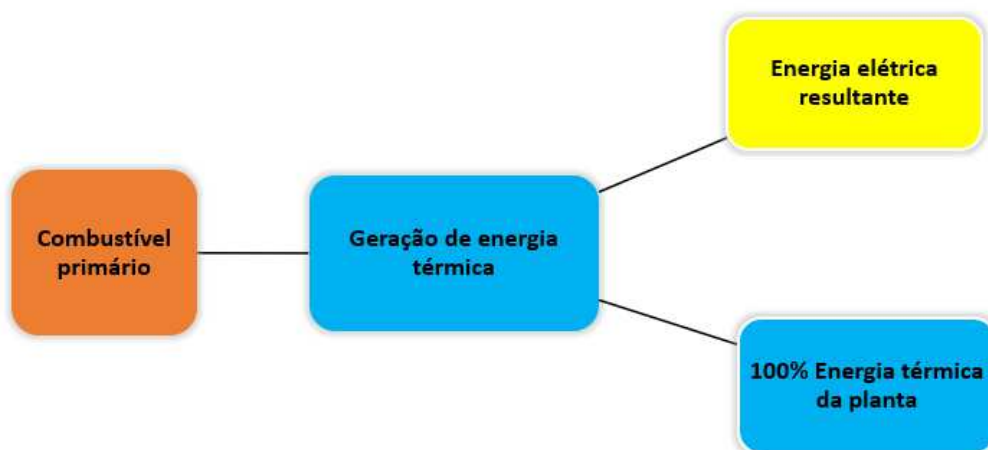 Energia elétrica
resultante
Combustível
primário
Geração de energia
térmica
100% Energia térmica
da planta